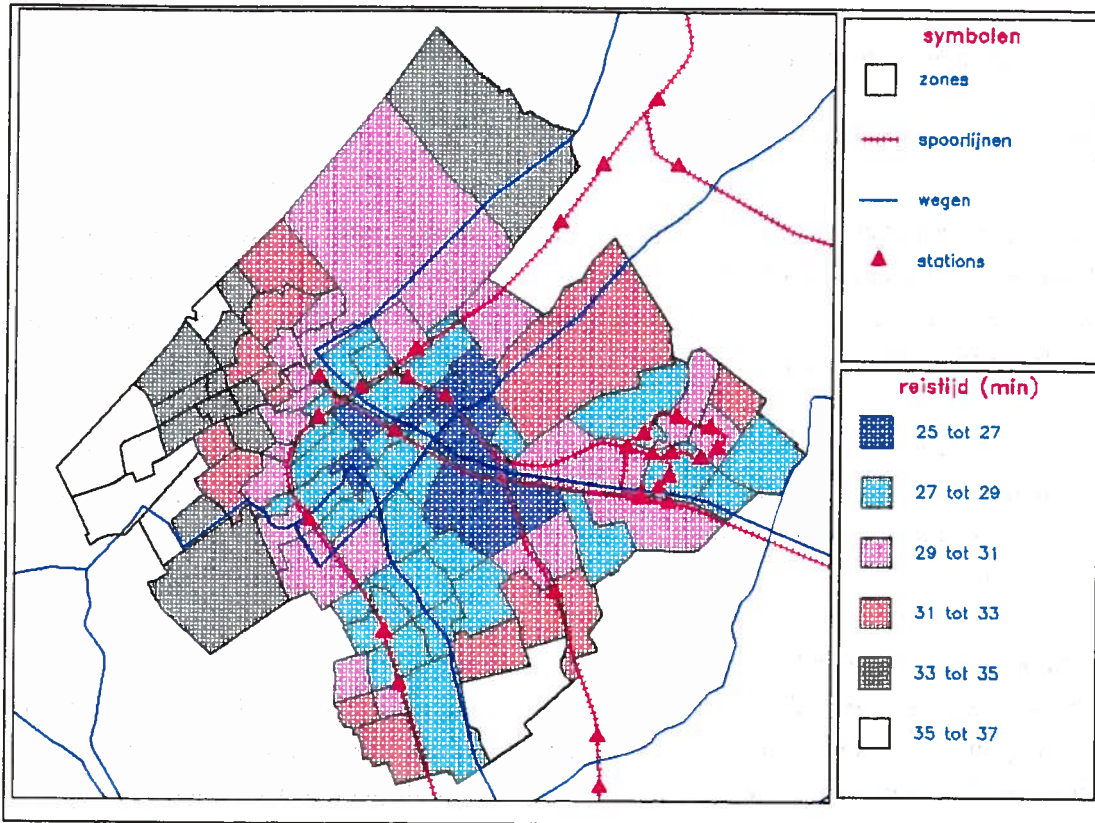 symbolen
zones
spoorlijnen
wegen
stations
reistijd (min)
25 tot 27
27 tot 29
29 tot 31
31 tot 33
33 tot 35
35 tot 37